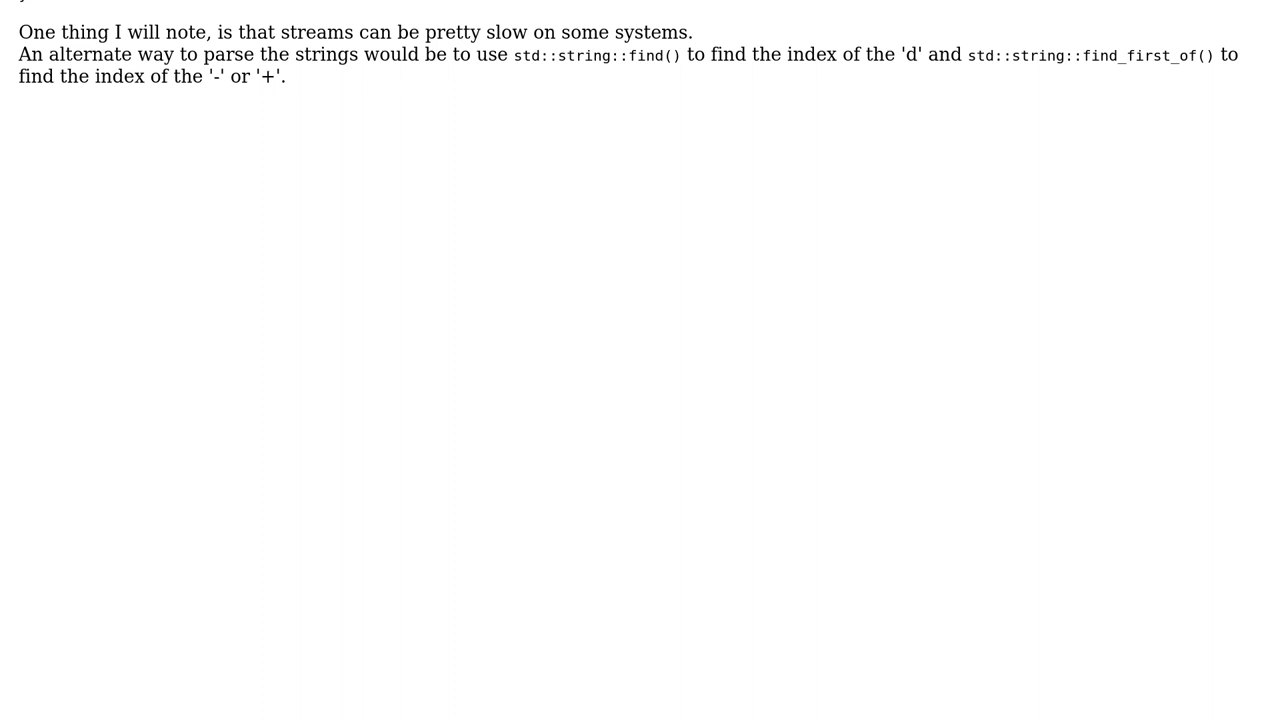 One thing I will note, is that streams can be pretty slow on some systems.
An alternate way to parse the strings would be to use std::string::find() to find the index of the 'd' and std::string::find_first_of() to
find the index of the '-' or '+'.